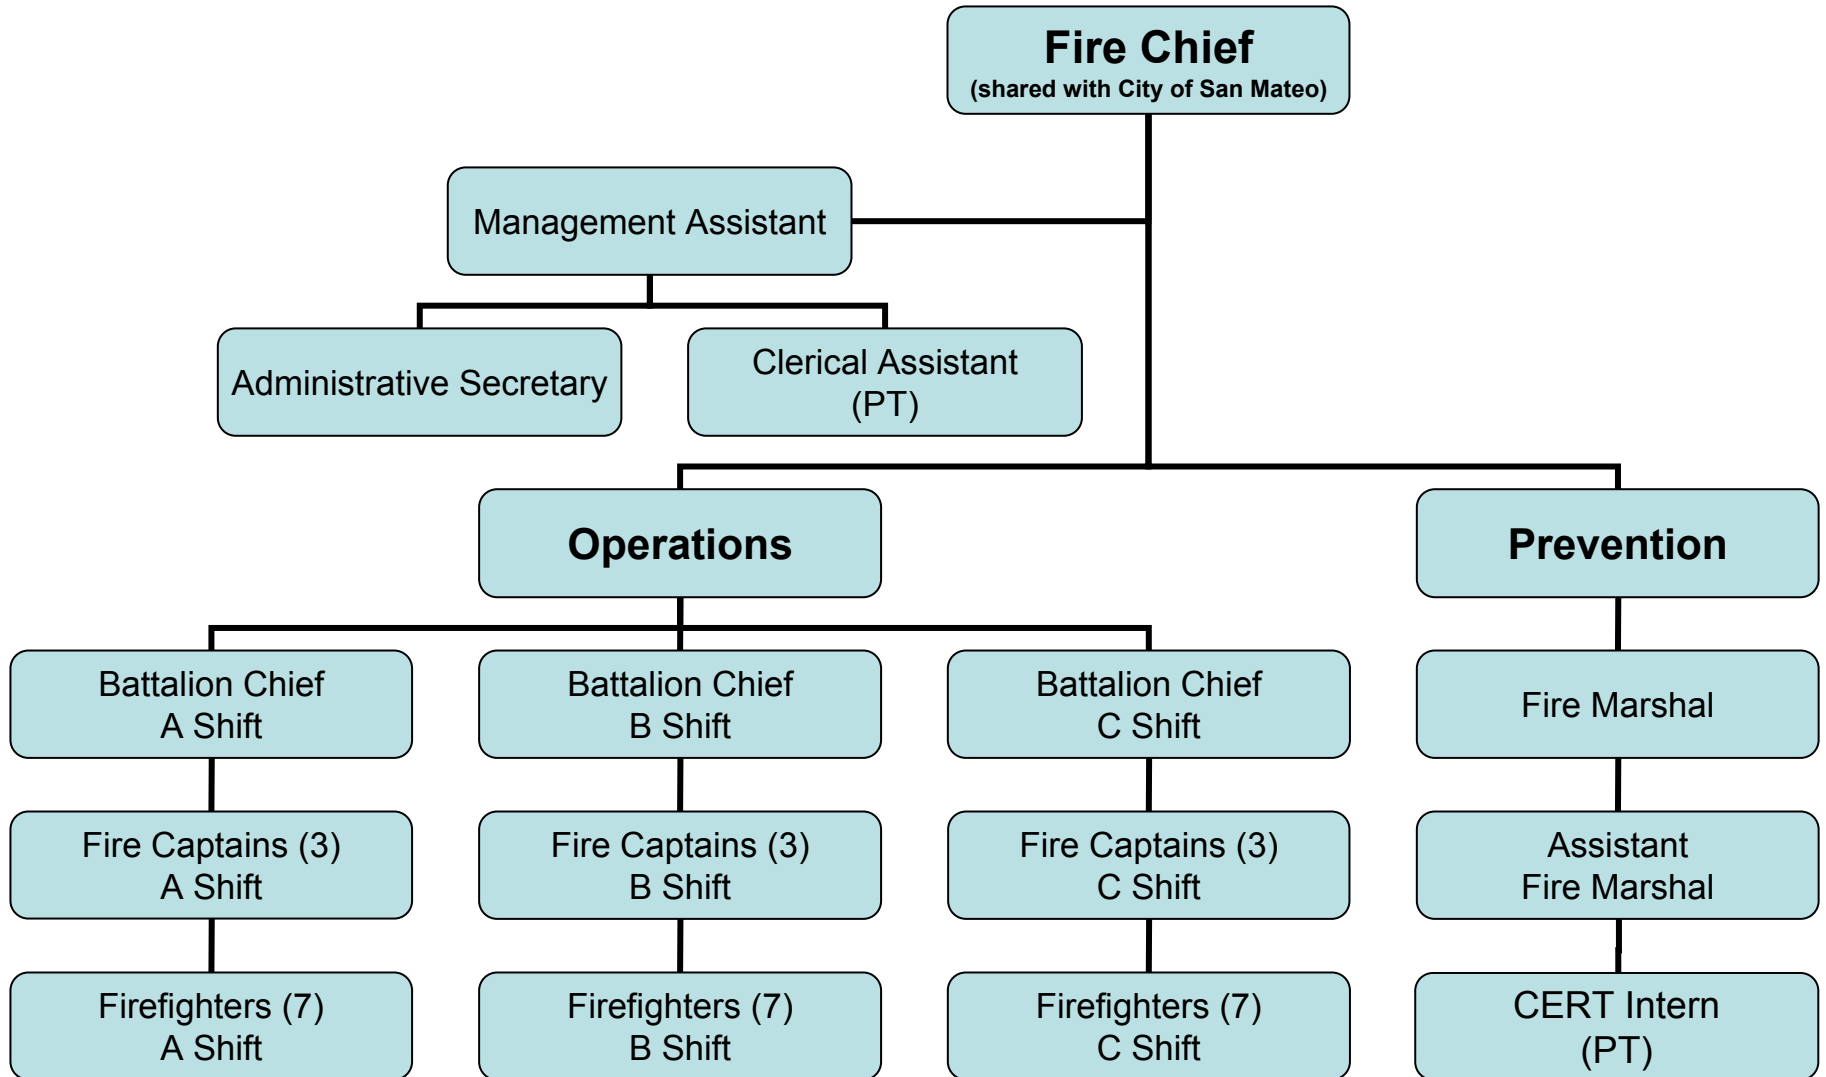 Fire Chief
(shared with City of San Mateo)
Management Assistant
Administrative Secretary
Clerical Assistant
(PT)
Operations
Prevention
Battalion Chief
A Shift
Battalion Chief
B Shift
Battalion Chief
C Shift
Fire Marshal
Fire Captains (3)
A Shift
Fire Captains (3)
B Shift
Fire Captains (3)
C Shift
Assistant
Fire Marshal
Firefighters (7)
A Shift
Firefighters (7)
B Shift
Firefighters (7)
C Shift
CERT Intern
(PT)